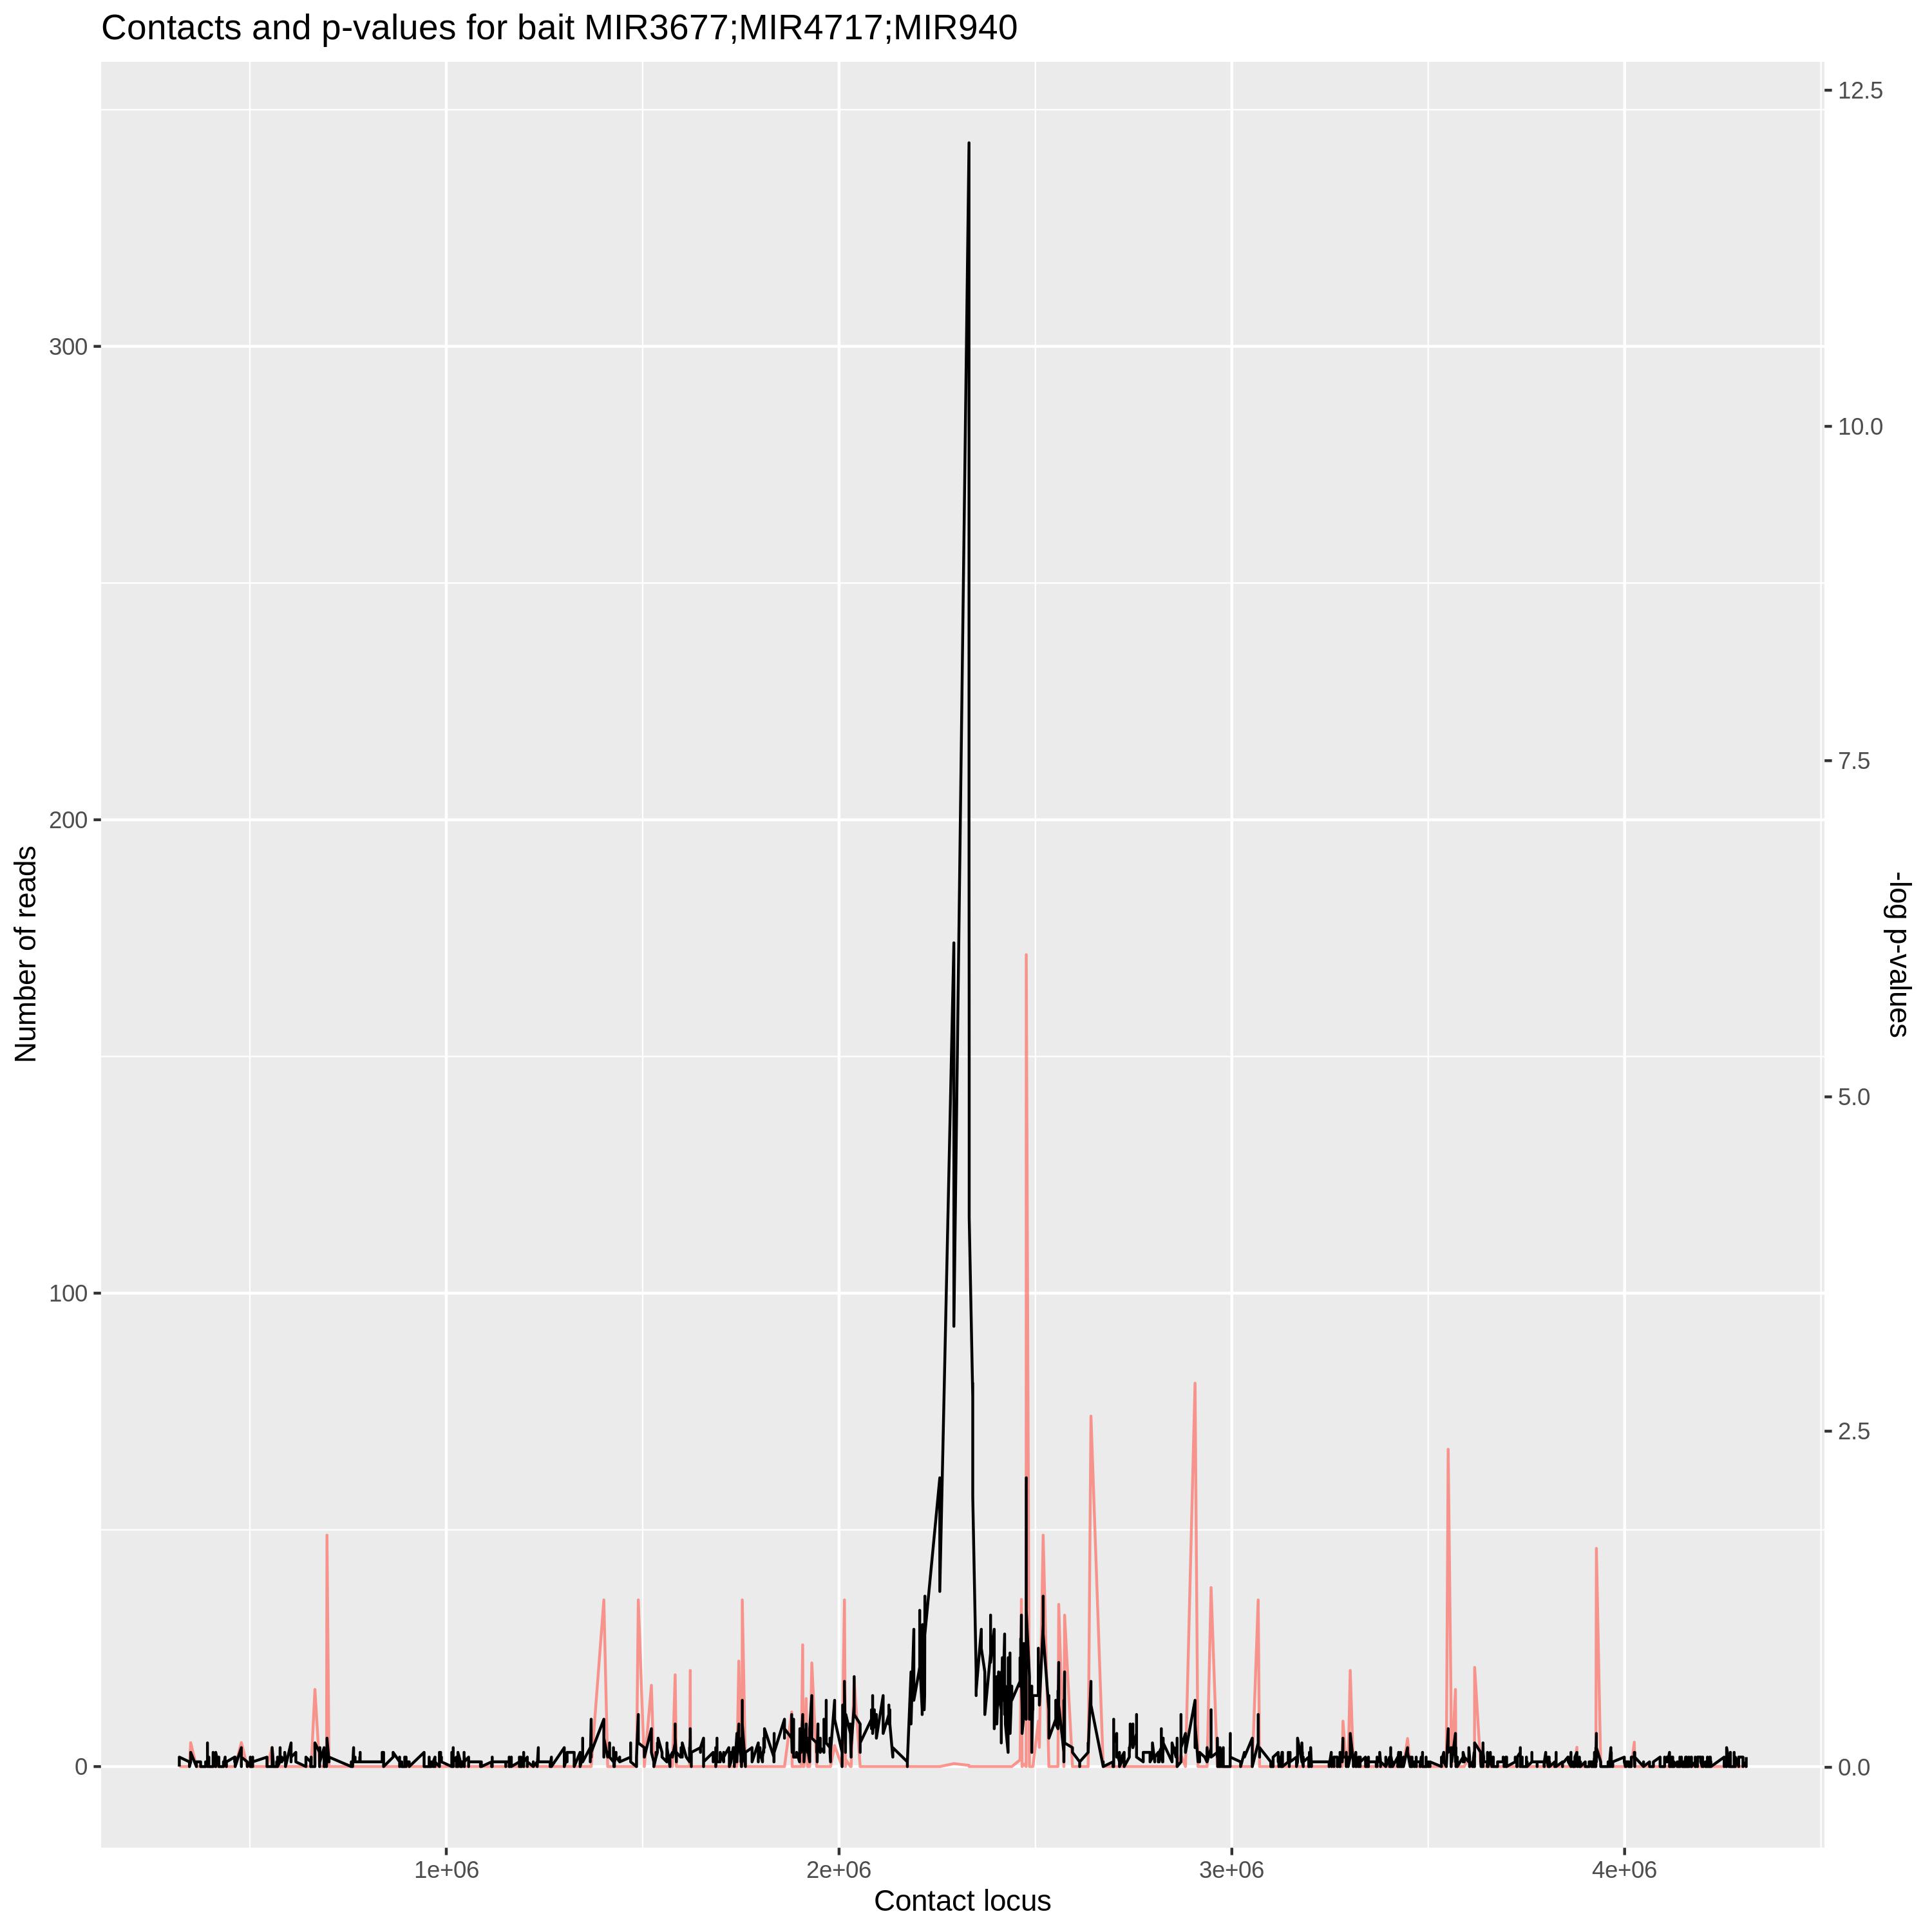 Contacts and p-values for bait MIR3677;MIR4717;MIR940
12.5
300
10.0
200
7.5
Number of reads
-log p-values
100
5.0
2.5
0
0.0
1e+06
2e+06
3e+06
4e+06
Contact locus